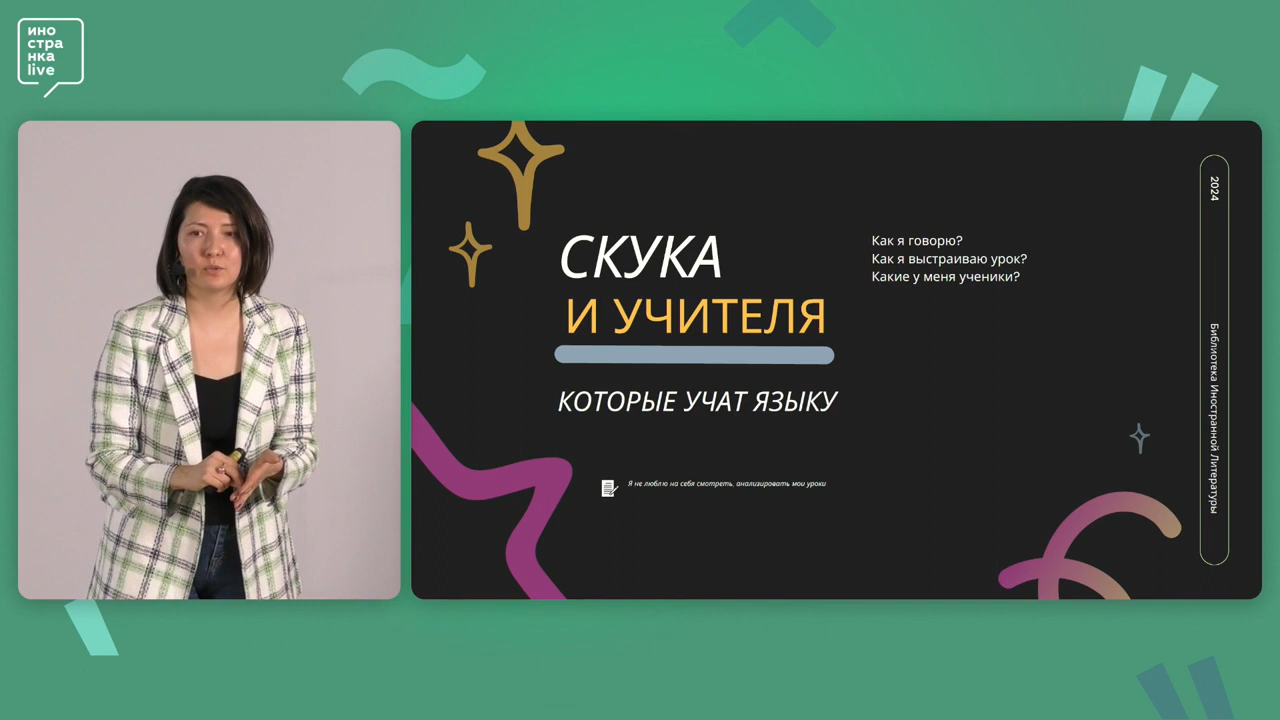 ино
стра
нка
live
СКУКА
И УЧИТЕЛЯ
КОТОРЫЕ УЧАТ ЯЗЫКУ
Я не люблю на себя смотреть, анализировать мои уроки
Как я говорю?
Как я выстраиваю урок?
Какие у меня ученики?
2024
Библиотека Иностранной Литературы